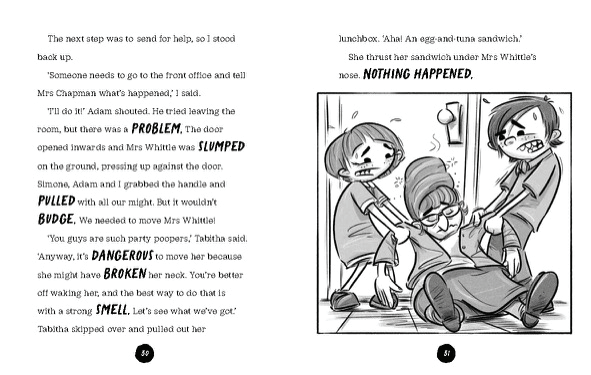 The next step was to send for help, so I stood
back up.
‘Someone needs to go to the front office and tell
Mrs Chapman what’s happened,’ I said.
‘I’ll do it!’ Adam shouted. He tried leaving the
room, but there was a PROBLEM. The door
opened inwards and Mrs Whittle was SLUMPED
on the ground, pressing up against the door.
Simone, Adam and I grabbed the handle and
PULLED with all our might. But it wouldn’t
BUDGE. We needed to move Mrs Whittle!
‘You guys are such party poopers,’ Tabitha said.
‘Anyway, it’s DANGEROUS to move her because
she might have BROKEN her neck. You’re better
off waking her, and the best way to do that is
with a strong SMELL. Let’s see what we’ve got.’
Tabitha skipped over and pulled out her
50
lunchbox. ‘Aha! An egg-and-tuna sandwich.’
She thrust her sandwich under Mrs Whittle’s
nose. NOTHING HAPPENED.
51